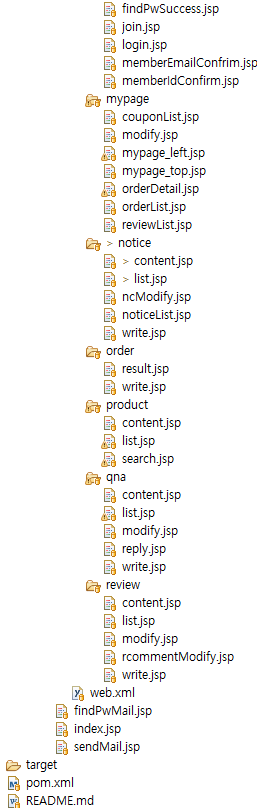 findPwSuccess.jsp
join.jsp
login.jsp
memberEmailConfrim.jsp
memberIdConfirm.jsp
mypage
couponList.jsp
modify.jsp
mypage_left.jsp
mypage_top.jsp
orderDetail.jsp
orderList.jsp
reviewList.jsp
> notice
> content.jsp
> list.jsp
ncModify.jsp
noticeList.jsp
write.jsp
order
result.jsp
write.jsp
product
content.jsp
list.jsp
search.jsp
qna
content.jsp
list.jsp
modify.jsp
reply.jsp
write.jsp
review
content.jsp
list.jsp
modify.jsp
rcommentModify.jsp
write.jsp
web.xml
findPwMail.jsp
index.jsp
sendMail.jsp
target
pom.xml
README.md